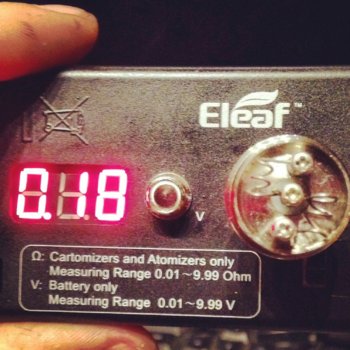 Eleaf™
0.18
V
Ω: Cartomizers and Atomizers only
Measuring Range 0.01~9.99 Ohm
V: Battery only
Measuring Range 0.01~9.99 V